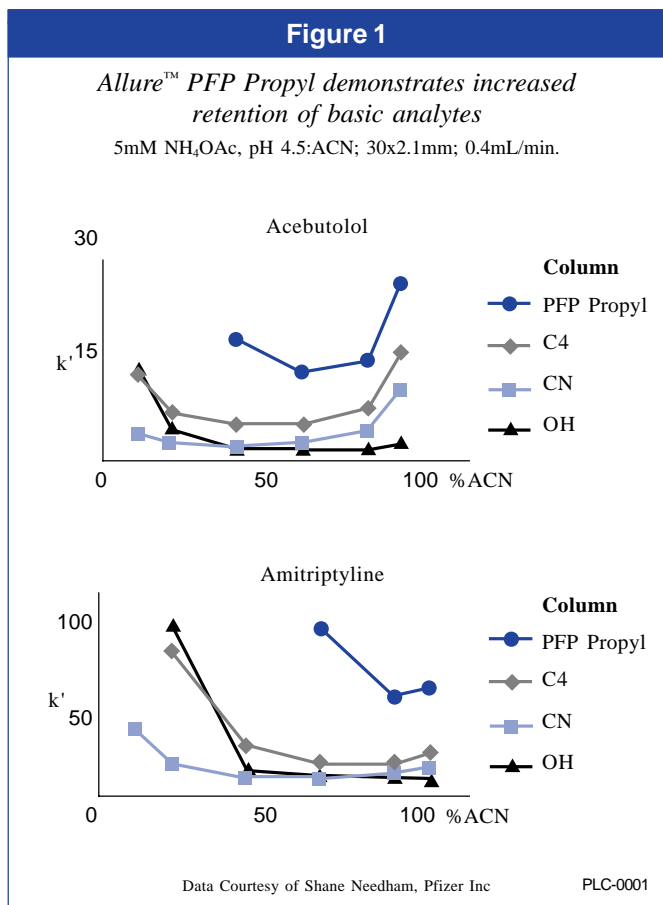 Figure 1
Allure™ PFP Propyl demonstrates increased
retention of basic analytes
5mM NH₄OAc, pH 4.5:ACN; 30x2.1mm; 0.4mL/min.
Acebutolol
30
15
k'
0 50 100 %ACN
Column
PFP Propyl
C4
CN
OH
Amitriptyline
100
k'
50
0 50 100 %ACN
Column
PFP Propyl
C4
CN
OH
Data Courtesy of Shane Needham, Pfizer Inc PLC-0001